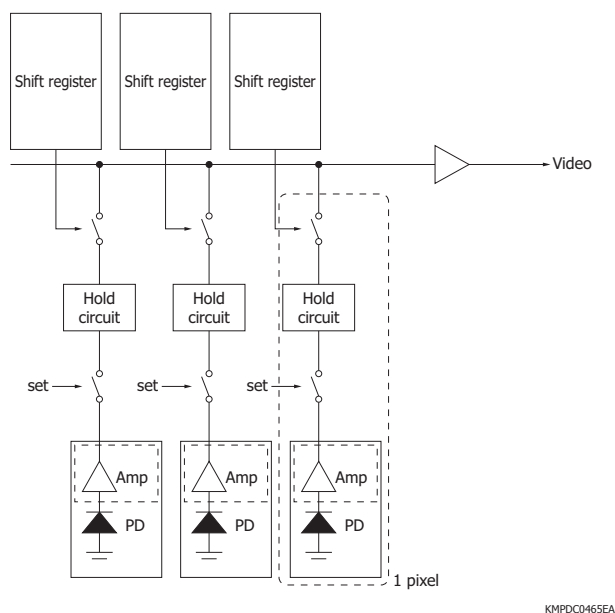 Shift register Shift register Shift register
Video
Hold circuit
Hold circuit
Hold circuit
set set set
Amp Amp Amp
PD PD PD
1 pixel
KMPDC0465EA